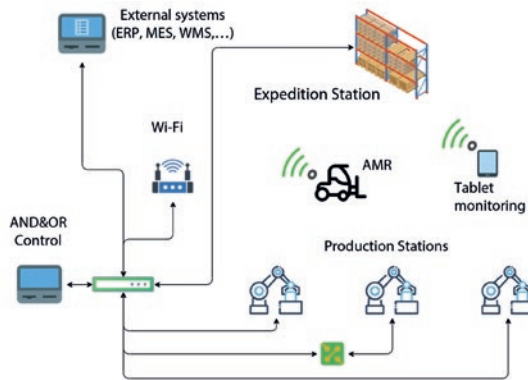 External systems
(ERP, MES, WMS,...)
Expedition Station
Wi-Fi
AMR
Tablet
monitoring
AND&OR
Control
Production Stations